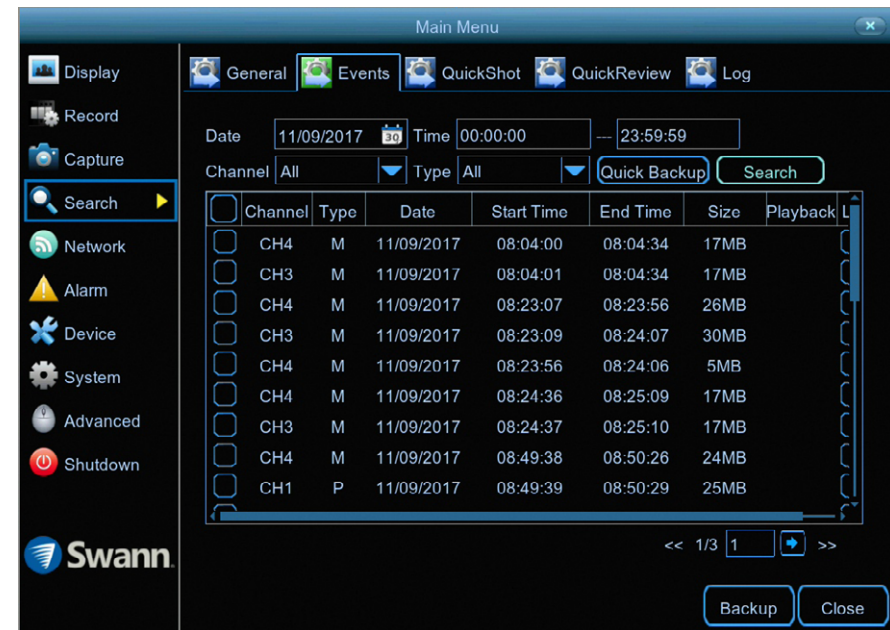 Main Menu
Display
Record
Capture
Search
Network
Alarm
Device
System
Advanced
Shutdown
Swann
General Events QuickShot QuickReview Log
Date 11/09/2017 30 Time 00:00:00 --- 23:59:59
Channel All Type All Quick Backup Search
Channel Type Date Start Time End Time Size Playback L
CH4 M 11/09/2017 08:04:00 08:04:34 17MB
CH3 M 11/09/2017 08:04:01 08:04:34 17MB
CH4 M 11/09/2017 08:23:07 08:23:56 26MB
CH3 M 11/09/2017 08:23:09 08:24:07 30MB
CH4 M 11/09/2017 08:23:56 08:24:06 5MB
CH4 M 11/09/2017 08:24:36 08:25:09 17MB
CH3 M 11/09/2017 08:24:37 08:25:10 17MB
CH4 M 11/09/2017 08:49:38 08:50:26 24MB
CH1 P 11/09/2017 08:49:39 08:50:29 25MB
<< 1/3 1 >>
Backup Close